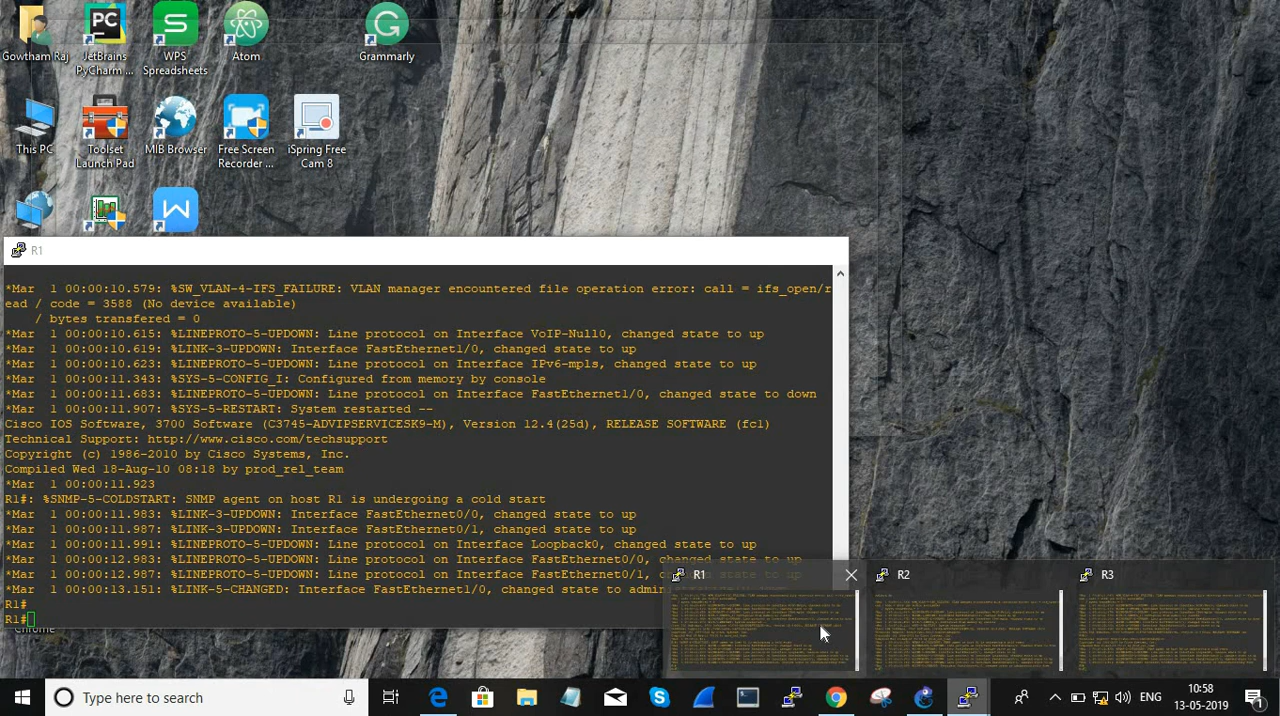 Gowtham Raj
PC
JetBrains
PyCharm ...
S
WPS
Spreadsheets
Atom
G
Grammarly
This PC
Toolset
Launch Pad
MIB Browser
Free Screen
Recorder ...
iSpring Free
Cam 8
W
R1
*Mar  1 00:00:10.579: %SW_VLAN-4-IFS_FAILURE: VLAN manager encountered file operation error: call = ifs_open/r
ead / code = 3588 (No device available)
/ bytes transfered = 0
*Mar  1 00:00:10.615: %LINEPROTO-5-UPDOWN: Line protocol on Interface VoIP-Null0, changed state to up
*Mar  1 00:00:10.619: %LINK-3-UPDOWN: Interface FastEthernet1/0, changed state to up
*Mar  1 00:00:10.623: %LINEPROTO-5-UPDOWN: Line protocol on Interface IPv6-mpls, changed state to up
*Mar  1 00:00:11.343: %SYS-5-CONFIG_I: Configured from memory by console
*Mar  1 00:00:11.683: %LINEPROTO-5-UPDOWN: Line protocol on Interface FastEthernet1/0, changed state to down
*Mar  1 00:00:11.907: %SYS-5-RESTART: System restarted --
Cisco IOS Software, 3700 Software (C3745-ADVIPSERVICESK9-M), Version 12.4(25d), RELEASE SOFTWARE (fc1)
Technical Support: http://www.cisco.com/techsupport
Copyright (c) 1986-2010 by Cisco Systems, Inc.
Compiled Wed 18-Aug-10 08:18 by prod_rel_team
*Mar  1 00:00:11.923
R1#: %SNMP-5-COLDSTART: SNMP agent on host R1 is undergoing a cold start
*Mar  1 00:00:11.983: %LINK-3-UPDOWN: Interface FastEthernet0/0, changed state to up
*Mar  1 00:00:11.987: %LINK-3-UPDOWN: Interface FastEthernet0/1, changed state to up
*Mar  1 00:00:11.991: %LINEPROTO-5-UPDOWN: Line protocol on Interface Loopback0, changed state to up
*Mar  1 00:00:12.983: %LINEPROTO-5-UPDOWN: Line protocol on Interface FastEthernet0/0, changed state to up
*Mar  1 00:00:12.987: %LINEPROTO-5-UPDOWN: Line protocol on Interface FastEthernet0/1, changed state to up
*Mar  1 00:00:13.151: %LINK-5-CHANGED: Interface FastEthernet1/0, changed state to admin
R1#
R1#
chrome
R1
R2
R3
Type here to search
ENG
10:58
13-05-2019
1